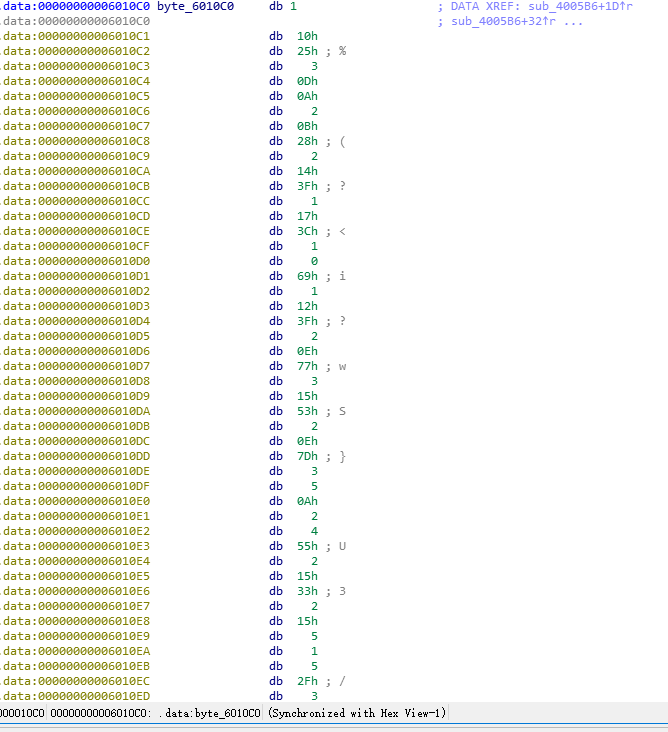 .data:00000000006010C0 byte_6010C0 db 1 ; DATA XREF: sub_4005B6+1D↑r
.data:00000000006010C0 ; sub_4005B6+32↑r ...
.data:00000000006010C1 db 10h
.data:00000000006010C2 db 25h ; %
.data:00000000006010C3 db 3
.data:00000000006010C4 db 0Dh
.data:00000000006010C5 db 0Ah
.data:00000000006010C6 db 2
.data:00000000006010C7 db 0Bh
.data:00000000006010C8 db 28h ; (
.data:00000000006010C9 db 2
.data:00000000006010CA db 14h
.data:00000000006010CB db 3Fh ; ?
.data:00000000006010CC db 1
.data:00000000006010CD db 17h
.data:00000000006010CE db 3Ch ; <
.data:00000000006010CF db 1
.data:00000000006010D0 db 0
.data:00000000006010D1 db 69h ; i
.data:00000000006010D2 db 1
.data:00000000006010D3 db 12h
.data:00000000006010D4 db 3Fh ; ?
.data:00000000006010D5 db 2
.data:00000000006010D6 db 0Eh
.data:00000000006010D7 db 77h ; w
.data:00000000006010D8 db 3
.data:00000000006010D9 db 15h
.data:00000000006010DA db 53h ; S
.data:00000000006010DB db 2
.data:00000000006010DC db 0Eh
.data:00000000006010DD db 7Dh ; }
.data:00000000006010DE db 3
.data:00000000006010DF db 5
.data:00000000006010E0 db 0Ah
.data:00000000006010E1 db 2
.data:00000000006010E2 db 4
.data:00000000006010E3 db 55h ; U
.data:00000000006010E4 db 2
.data:00000000006010E5 db 15h
.data:00000000006010E6 db 33h ; 3
.data:00000000006010E7 db 2
.data:00000000006010E8 db 15h
.data:00000000006010E9 db 5
.data:00000000006010EA db 1
.data:00000000006010EB db 5
.data:00000000006010EC db 2Fh ; /
.data:00000000006010ED db 3
000010C0 00000000006010C0: .data:byte_6010C0 (Synchronized with Hex View-1)